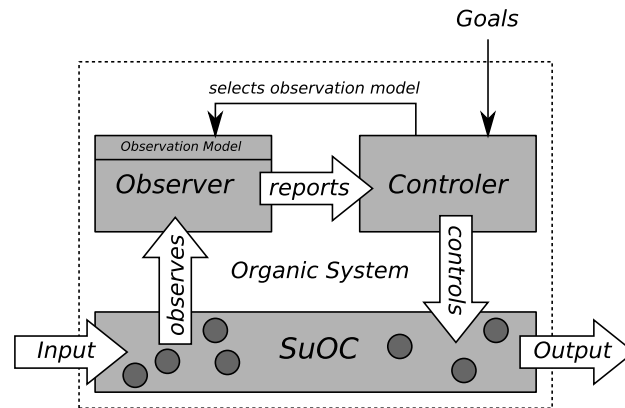 Goals
selects observation model
Observation Model
Observer
reports
Controler
observes
controls
Organic System
Input
SuOC
Output